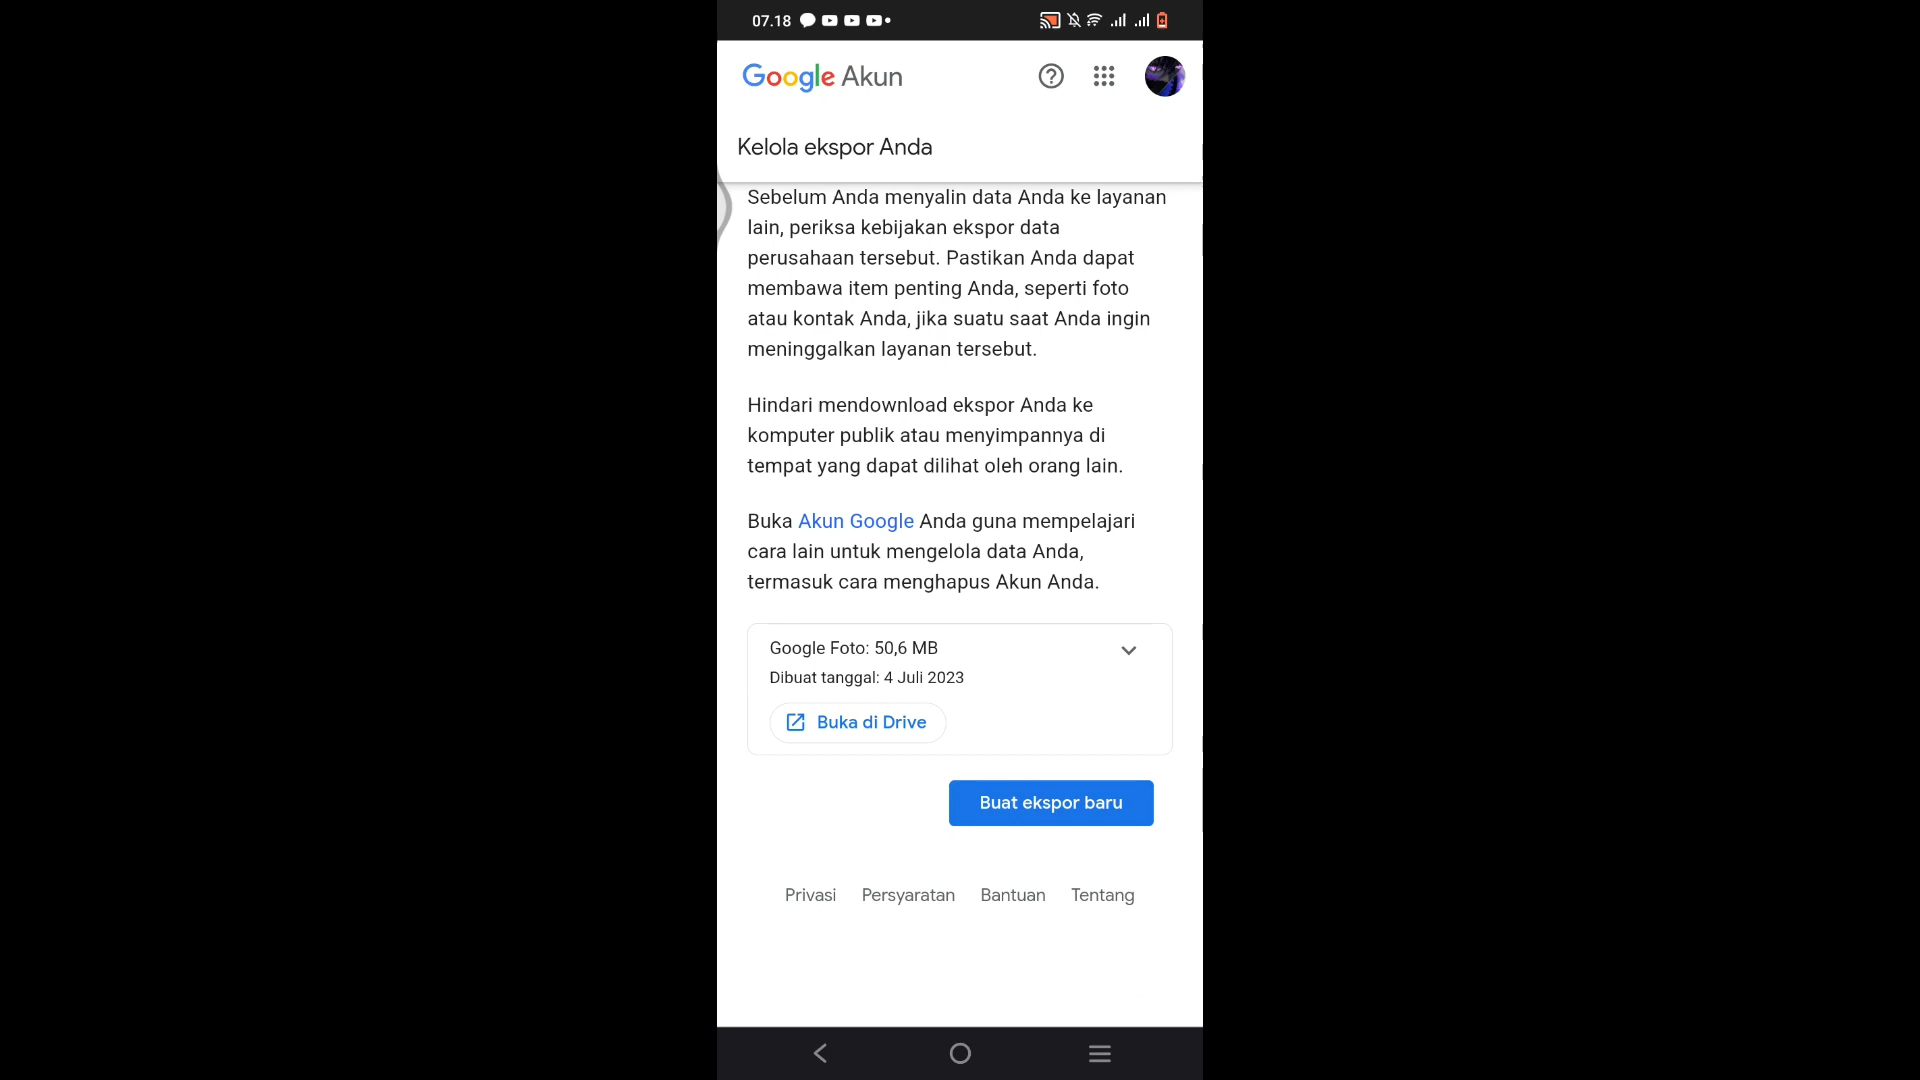 07.18
Google Akun
Kelola ekspor Anda
Sebelum Anda menyalin data Anda ke layanan
lain, periksa kebijakan ekspor data
perusahaan tersebut. Pastikan Anda dapat
membawa item penting Anda, seperti foto
atau kontak Anda, jika suatu saat Anda ingin
meninggalkan layanan tersebut.
Hindari mendownload ekspor Anda ke
komputer publik atau menyimpannya di
tempat yang dapat dilihat oleh orang lain.
Buka Akun Google Anda guna mempelajari
cara lain untuk mengelola data Anda,
termasuk cara menghapus Akun Anda.
Google Foto: 50,6 MB
Dibuat tanggal: 4 Juli 2023
Buka di Drive
Buat ekspor baru
Privasi Persyaratan Bantuan Tentang